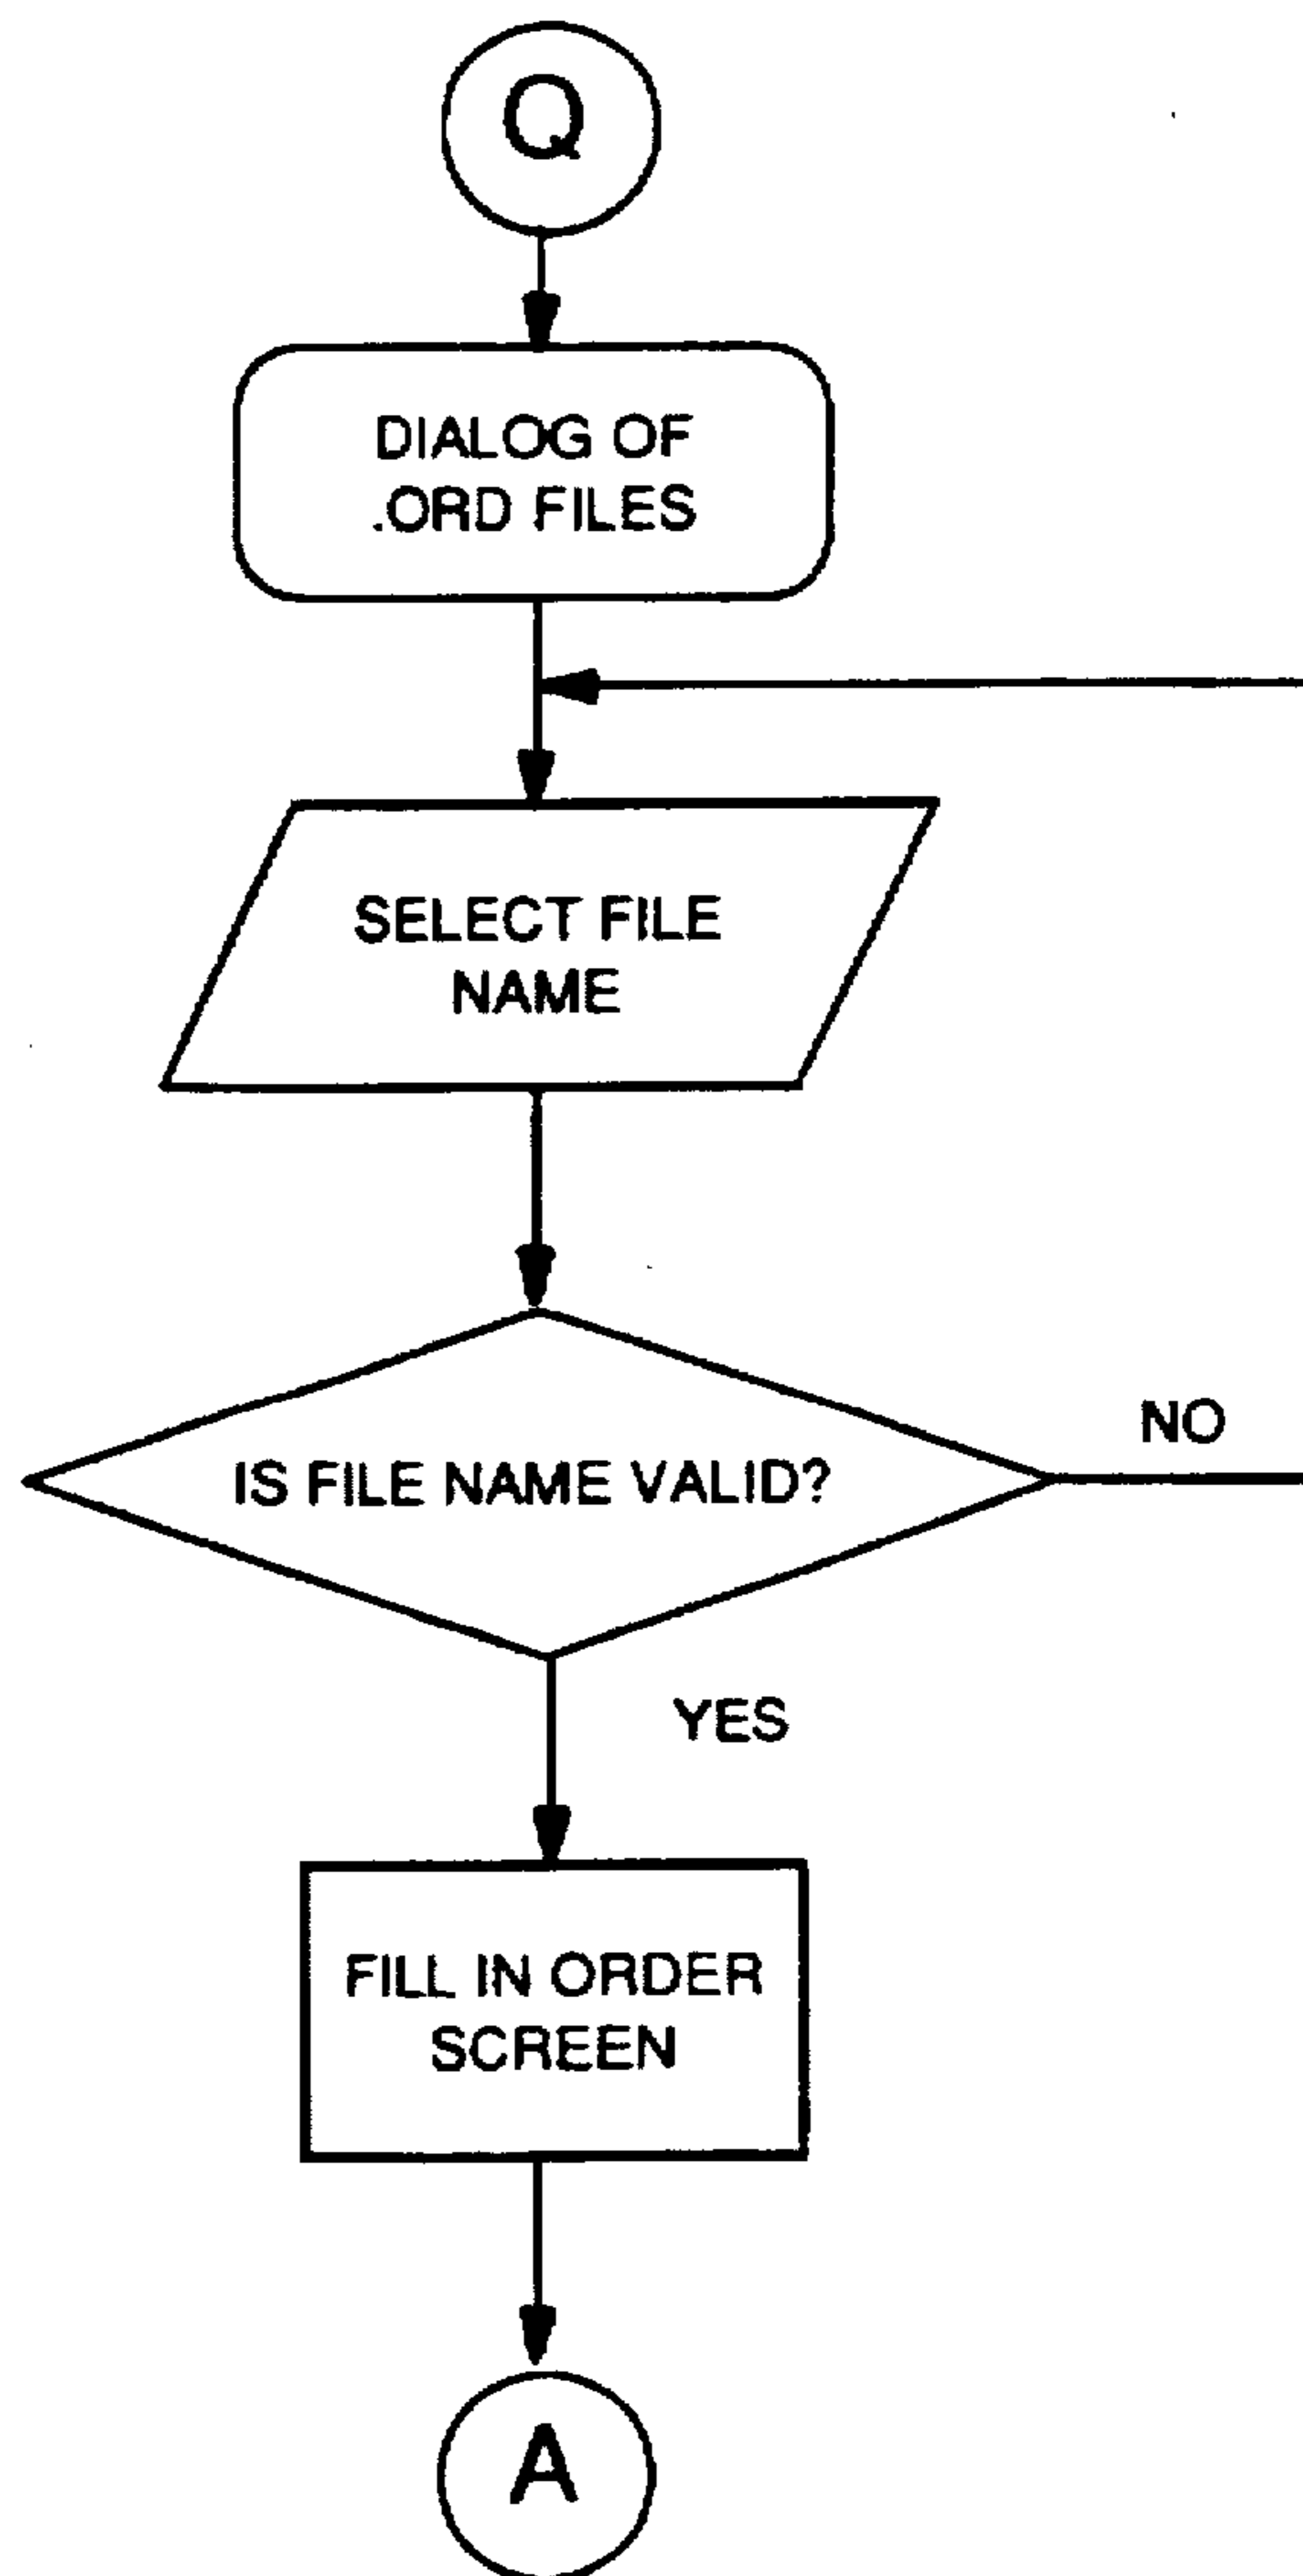 Q
DIALOG OF
.ORD FILES
SELECT FILE
NAME
IS FILE NAME VALID?
NO
YES
FILL IN ORDER
SCREEN
A